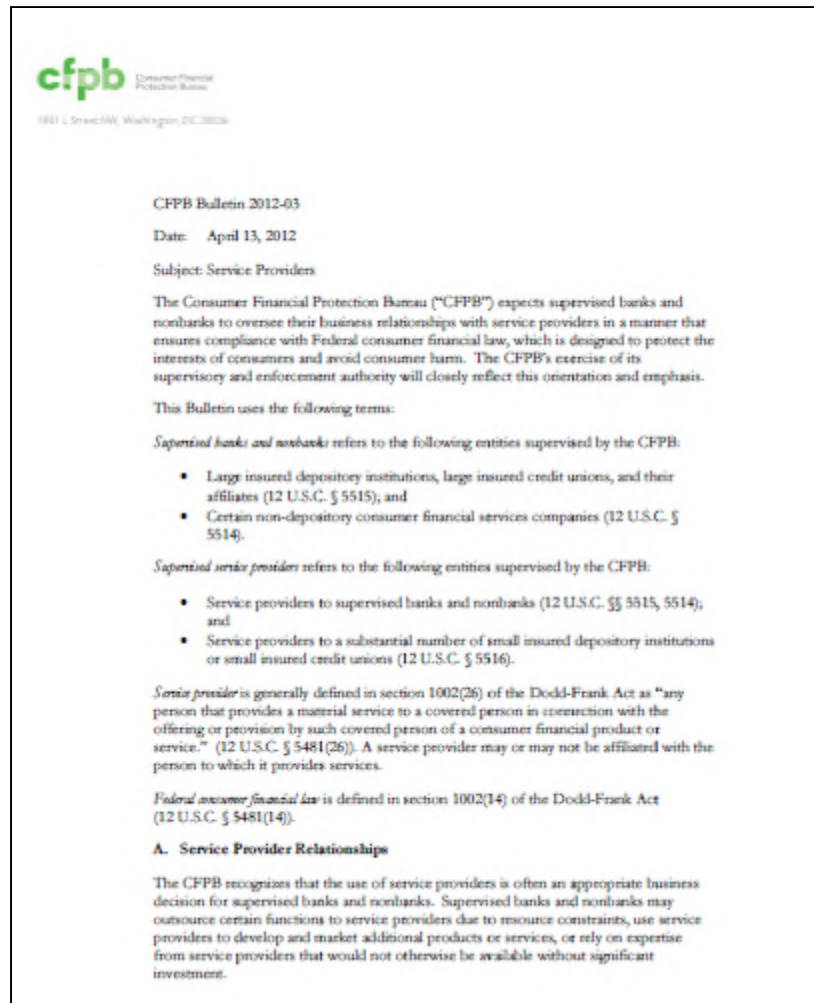 cfpb Consumer Financial
Protection Bureau
Street NW, Washington, DC
CFPB Bulletin 2012-03
Date: April 13, 2012
Subject: Service Providers
The Consumer Financial Protection Bureau (“CFPB”) expects supervised banks and
nonbanks to oversee their business relationships with service providers in a manner that
ensures compliance with Federal consumer financial law, which is designed to protect the
interests of consumers and avoid consumer harm. The CFPB’s exercise of its
supervisory and enforcement authority will closely reflect this orientation and emphasis.
This Bulletin uses the following terms:
Supervised banks and nonbanks refers to the following entities supervised by the CFPB:
• Large insured depository institutions, large insured credit unions, and their
affiliates (12 U.S.C. § 5515); and
• Certain non-depository consumer financial services companies (12 U.S.C. §
5514).
Supervised service providers refers to the following entities supervised by the CFPB:
• Service providers to supervised banks and nonbanks (12 U.S.C. §§ 5515, 5514);
and
• Service providers to a substantial number of small insured depository institutions
or small insured credit unions (12 U.S.C. § 5516).
Service provider is generally defined in section 1002(26) of the Dodd-Frank Act as “any
person that provides a material service to a covered person in connection with the
offering or provision by such covered person of a consumer financial product or
service.” (12 U.S.C. § 5481(26)). A service provider may or may not be affiliated with the
person to which it provides services.
Federal consumer financial law is defined in section 1002(14) of the Dodd-Frank Act
(12 U.S.C. § 5481(14)).
A. Service Provider Relationships
The CFPB recognizes that the use of service providers is often an appropriate business
decision for supervised banks and nonbanks. Supervised banks and nonbanks may
outsource certain functions to service providers due to resource constraints, use service
providers to develop and market additional products or services, or rely on expertise
from service providers that would not otherwise be available without significant
investment.